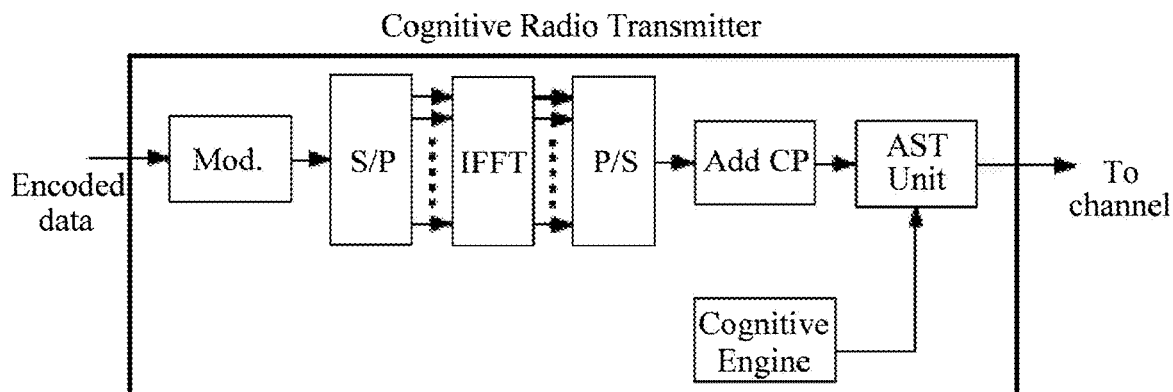 Cognitive Radio Transmitter
Encoded
data
Mod.
S/P
IFFT
P/S
Add CP
AST
Unit
To
channel
Cognitive
Engine